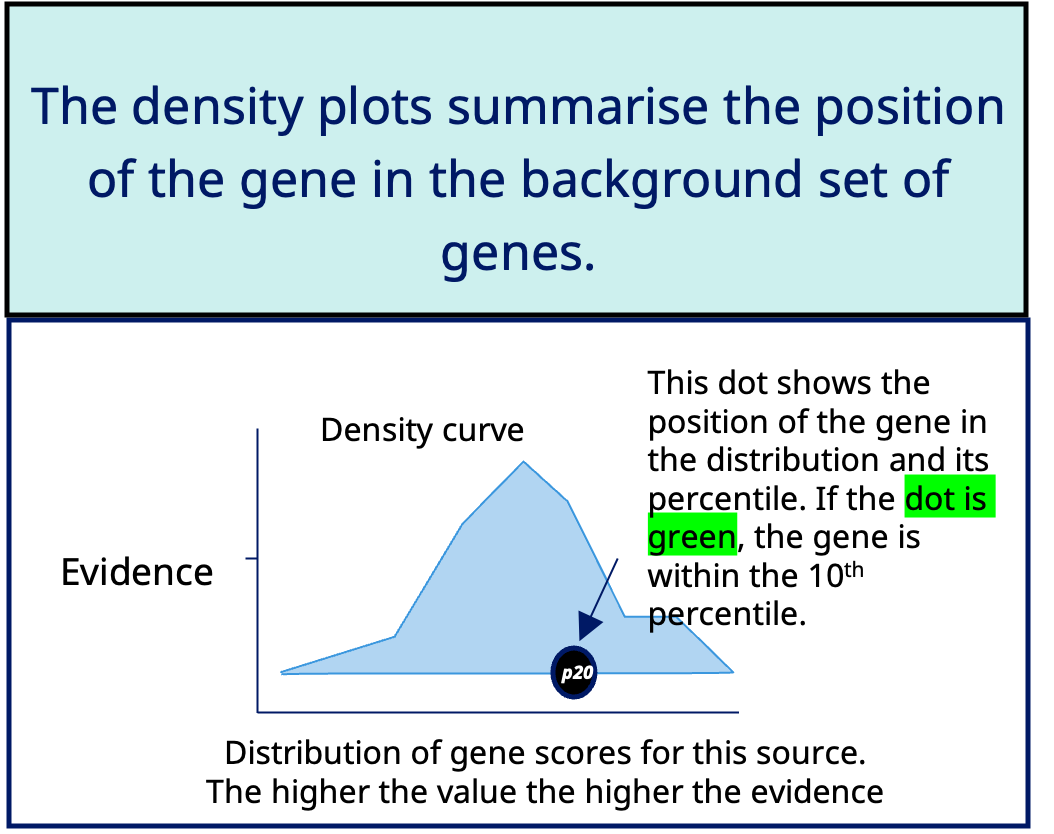 The density plots summarise the position
of the gene in the background set of
genes.
Density curve
This dot shows the
position of the gene in
the distribution and its
percentile. If the dot is
green, the gene is
within the 10th
percentile.
Evidence
p20
Distribution of gene scores for this source.
The higher the value the higher the evidence